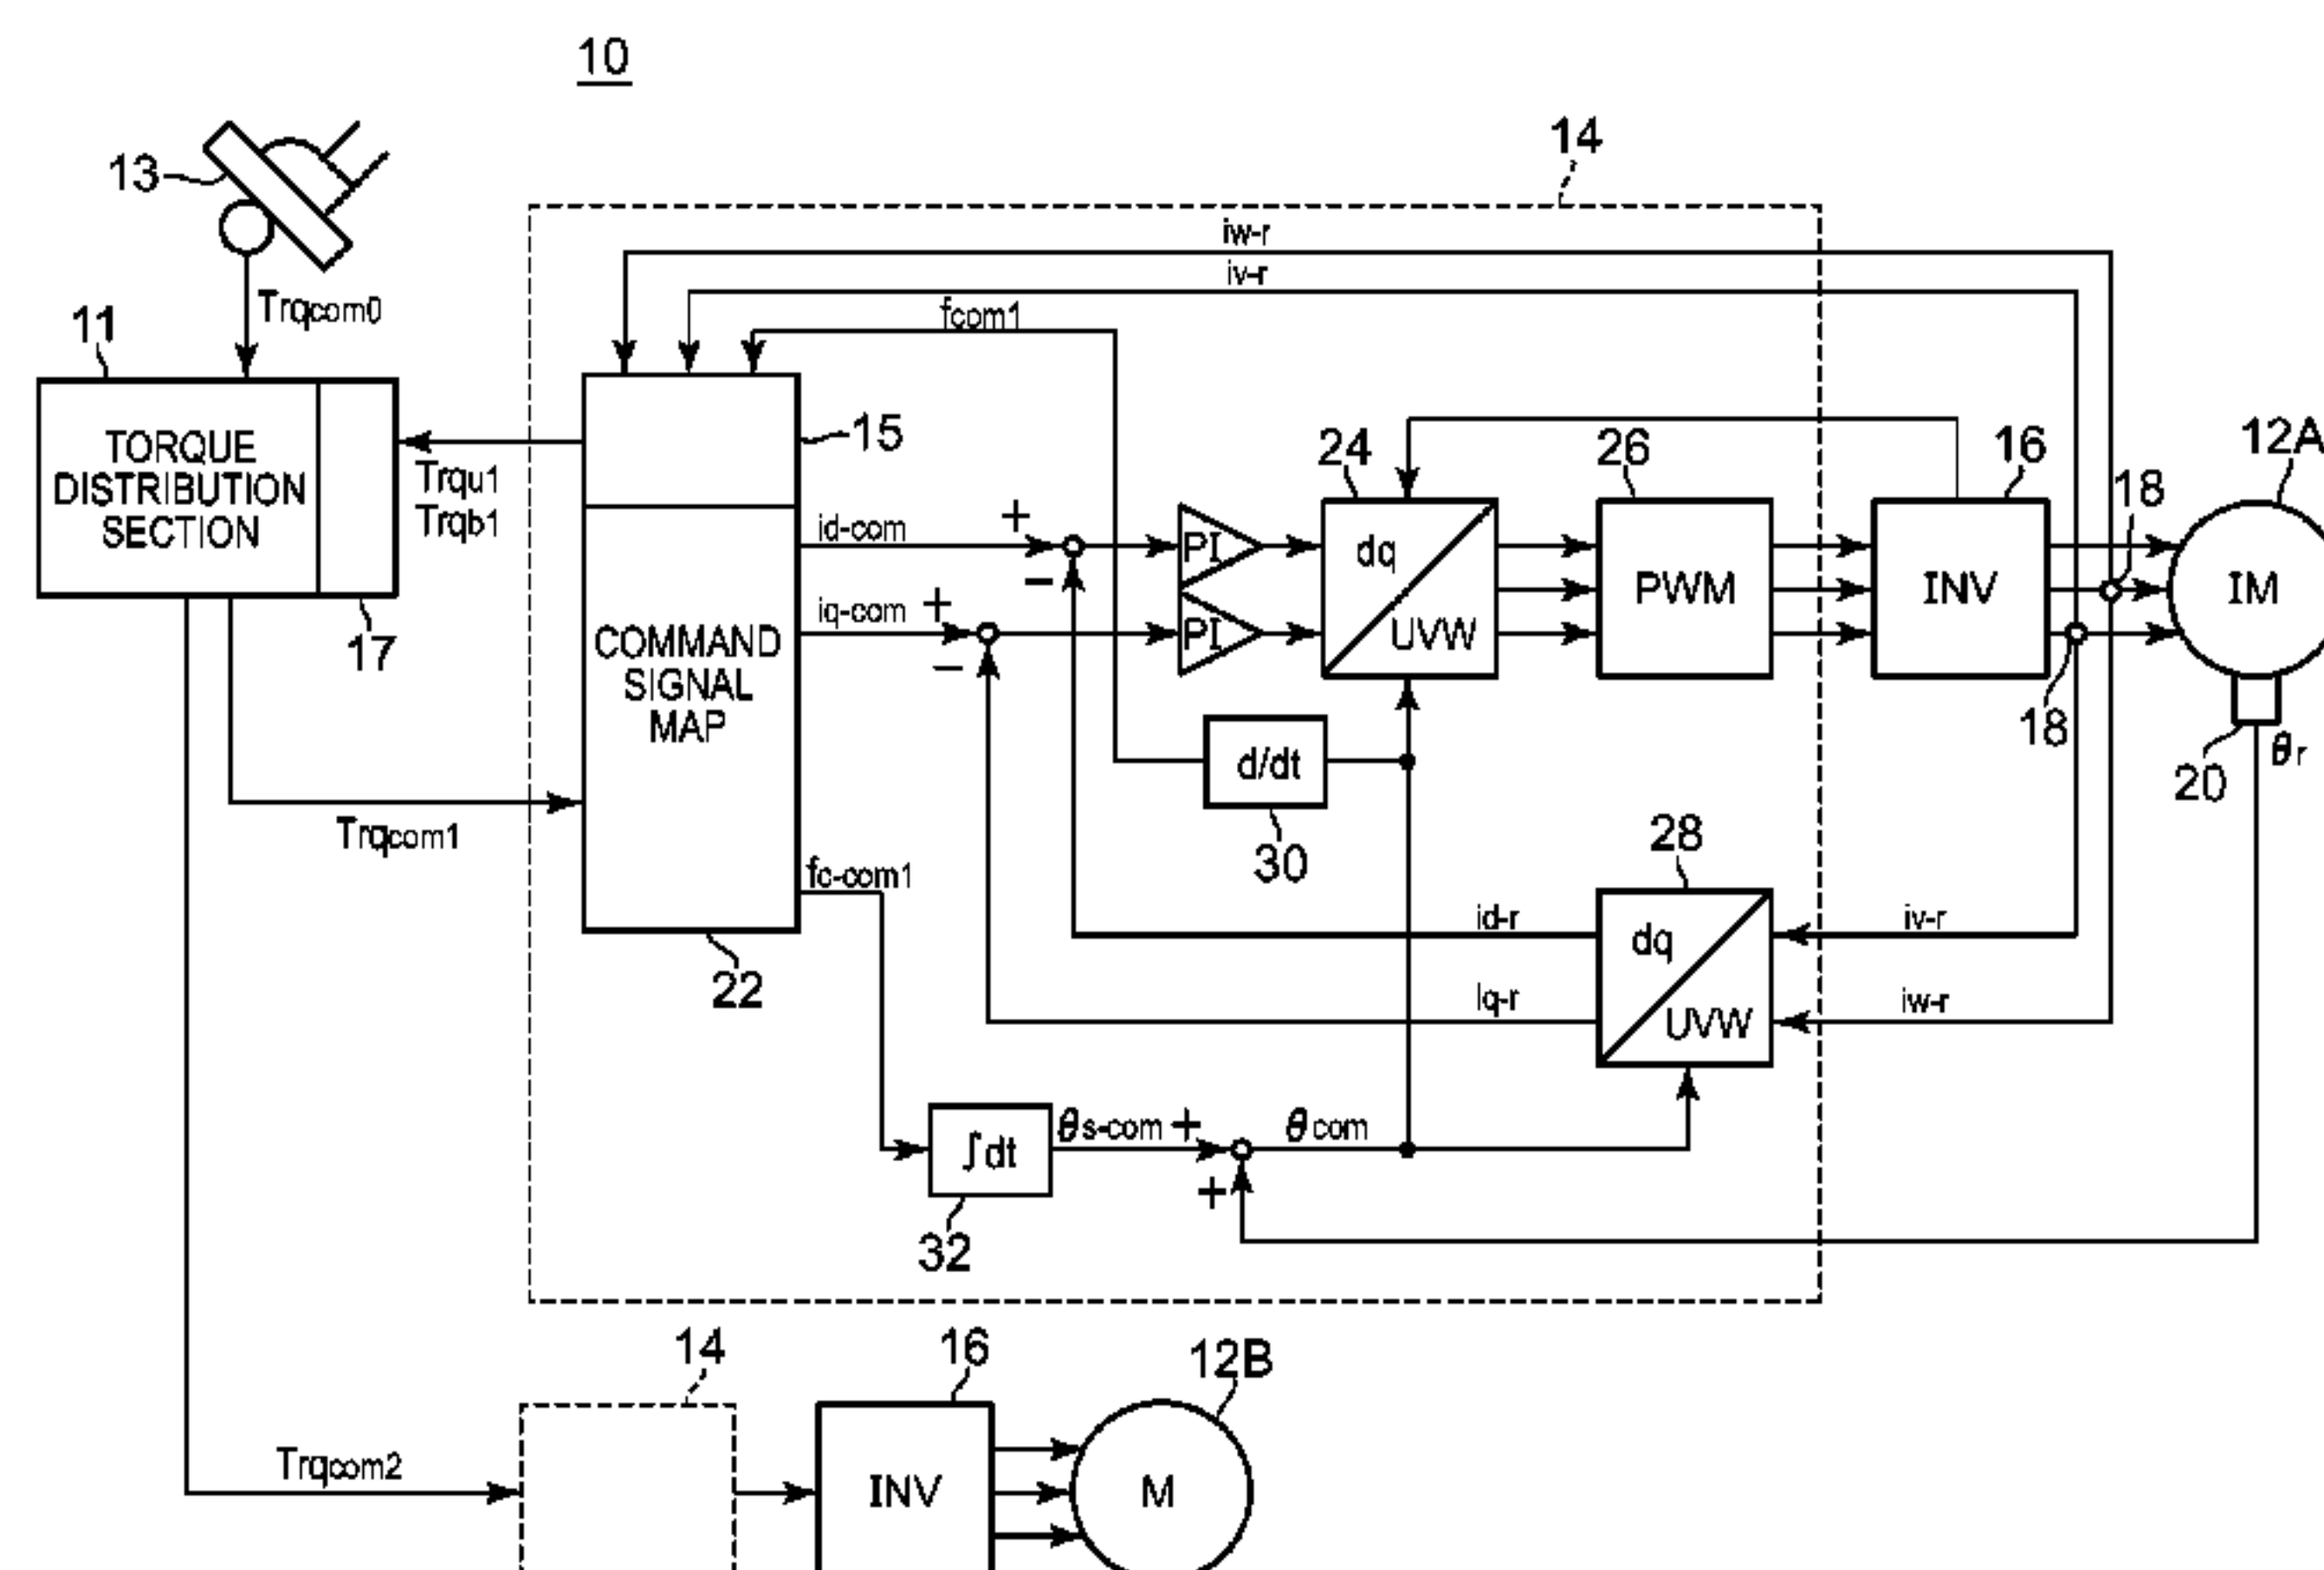 10
14
13
iw-r
iv-r
Trqcom0
fcom1
11
15
24
26
16
12A
TORQUE
DISTRIBUTION
SECTION
Trqu1
Trqb1
18
id-com
+
−
PI
dq
UVW
PWM
INV
IM
iq-com
+
−
PI
17
COMMAND
SIGNAL
MAP
18
d/dt
20
θr
Trqcom1
30
28
fc-com1
id-r
dq
UVW
iv-r
22
Iq-r
iw-r
∫dt
θs-com
+
θcom
+
32
14
16
12B
Trqcom2
INV
M